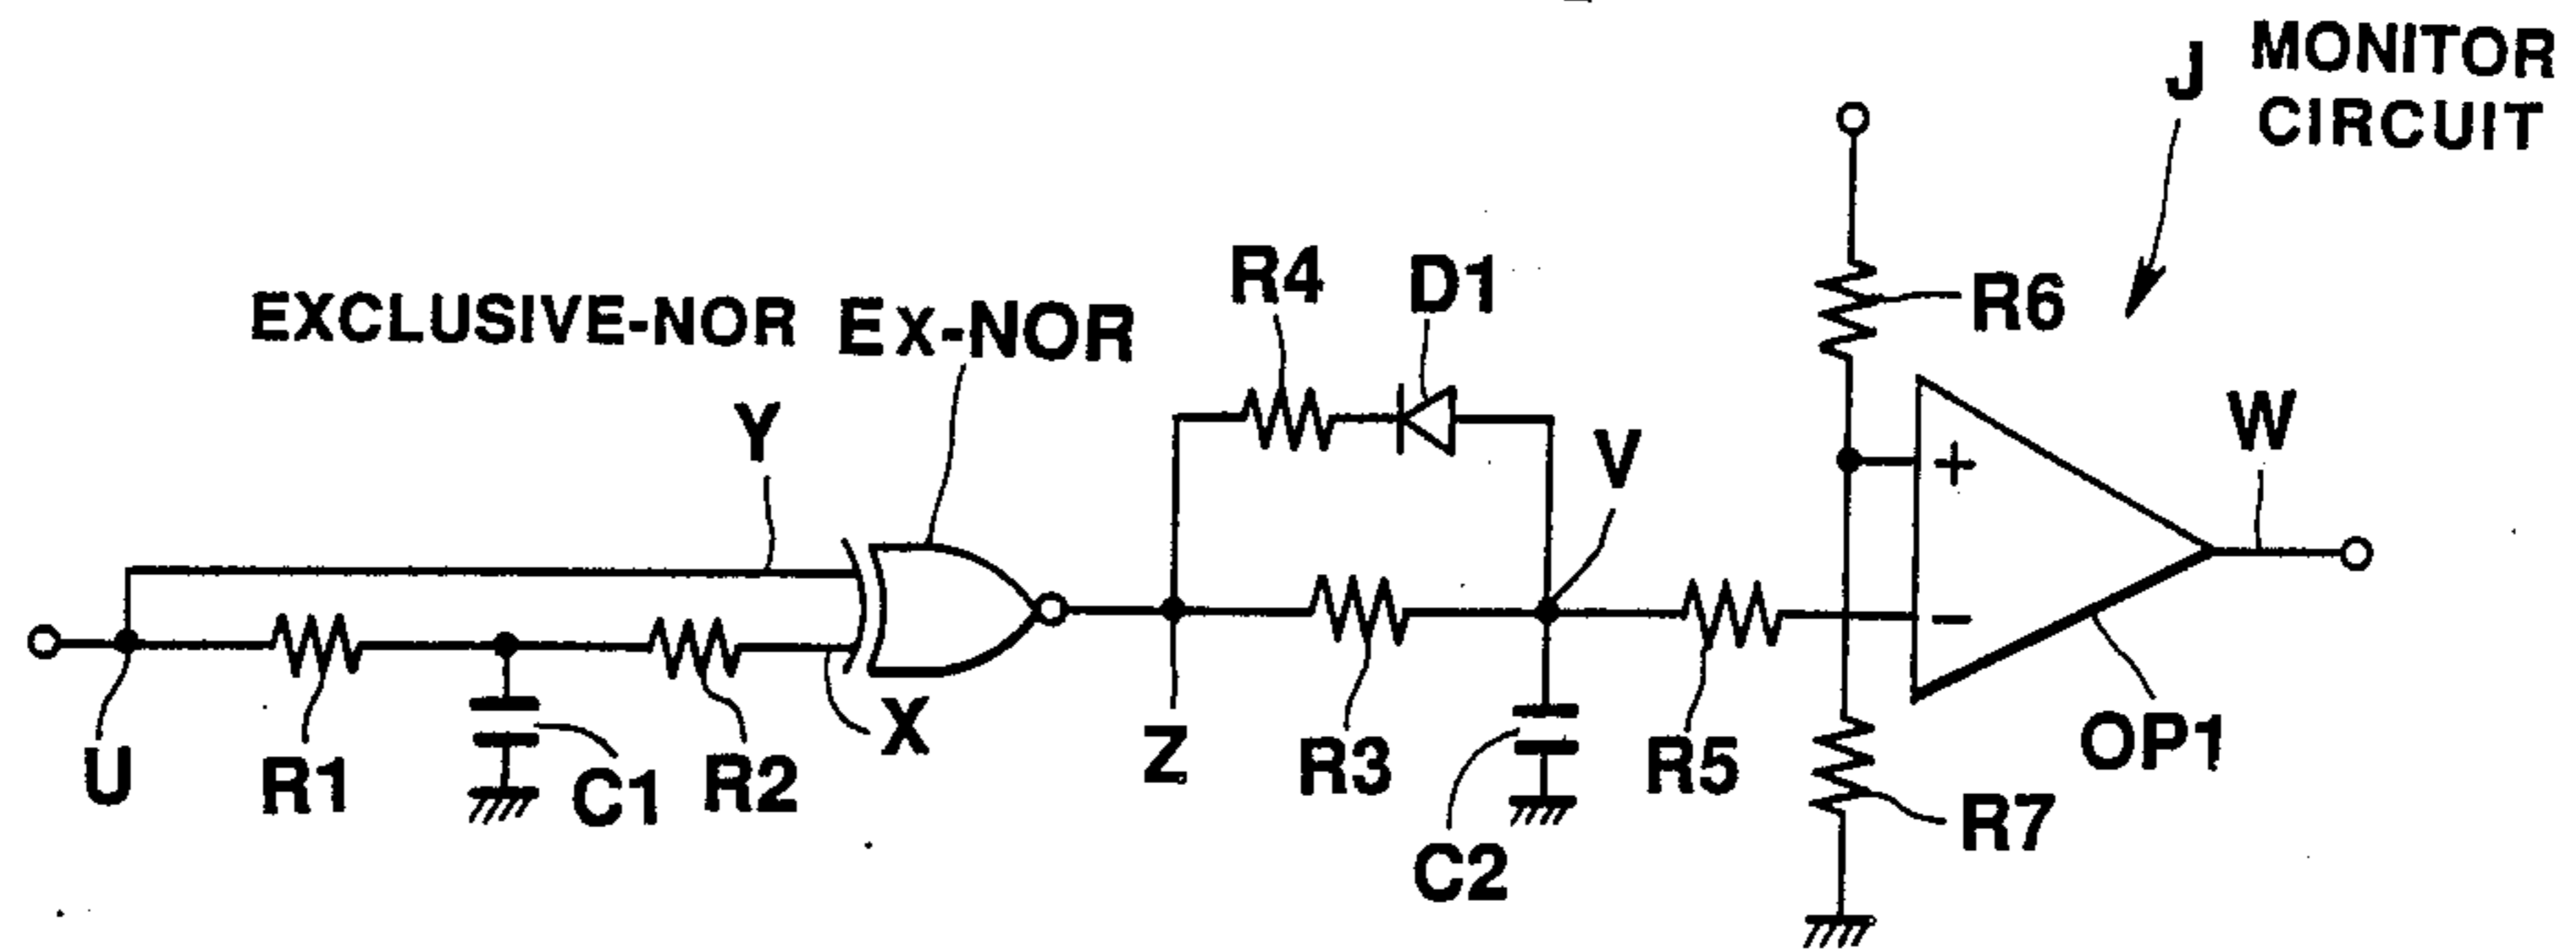 J MONITOR
CIRCUIT
R4
D1
R6
EXCLUSIVE-NOR Ex-NOR
Y
V
W
+
−
U
R1
C1
R2
X
Z
R3
C2
R5
OP1
R7